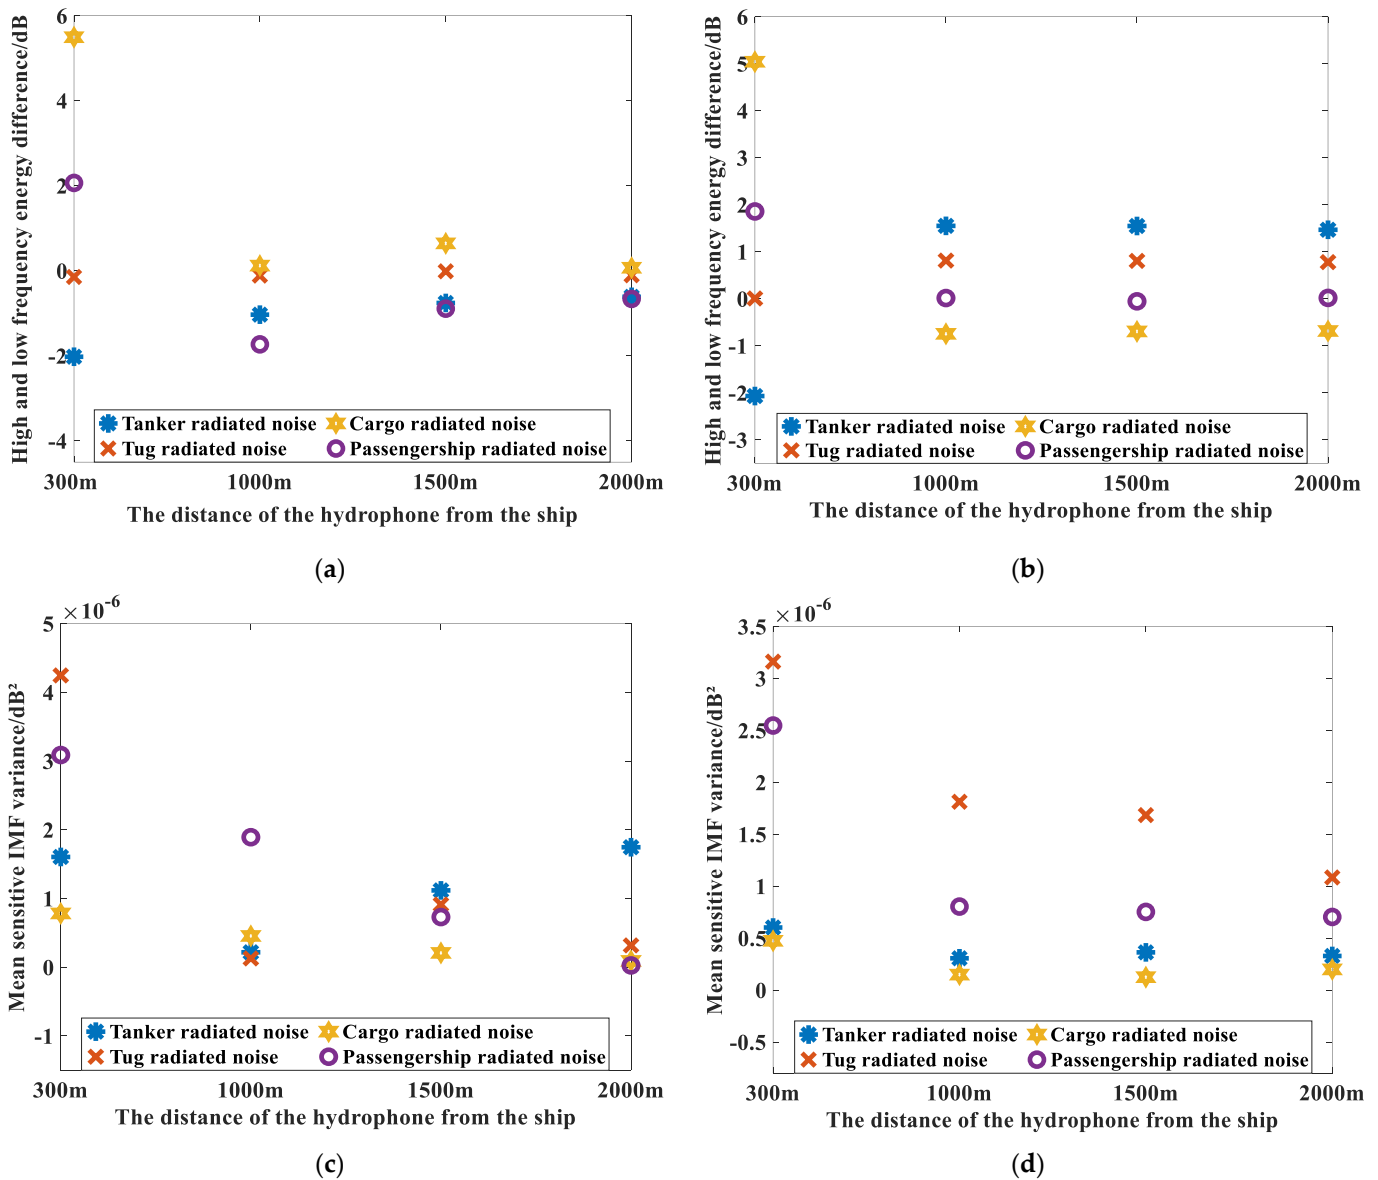 High and low frequency energy difference/dB
6
4
2
0
-2
-4
Tanker radiated noise
Cargo radiated noise
Tug radiated noise
Passengership radiated noise
300m 1000m 1500m 2000m
The distance of the hydrophone from the ship
(a)
High and low frequency energy difference/dB
6
5
4
3
2
1
0
-1
-2
-3
Tanker radiated noise
Cargo radiated noise
Tug radiated noise
Passengership radiated noise
300m 1000m 1500m 2000m
The distance of the hydrophone from the ship
(b)
×10⁻⁶
Mean sensitive IMF variance/dB²
5
4
3
2
1
0
-1
Tanker radiated noise
Cargo radiated noise
Tug radiated noise
Passengership radiated noise
300m 1000m 1500m 2000m
The distance of the hydrophone from the ship
(c)
×10⁻⁶
Mean sensitive IMF variance/dB²
3.5
3
2.5
2
1.5
1
0.5
0
-0.5
Tanker radiated noise
Cargo radiated noise
Tug radiated noise
Passengership radiated noise
300m 1000m 1500m 2000m
The distance of the hydrophone from the ship
(d)